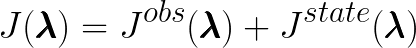 J(𝝀) = J^{obs}(𝝀) + J^{state}(𝝀)